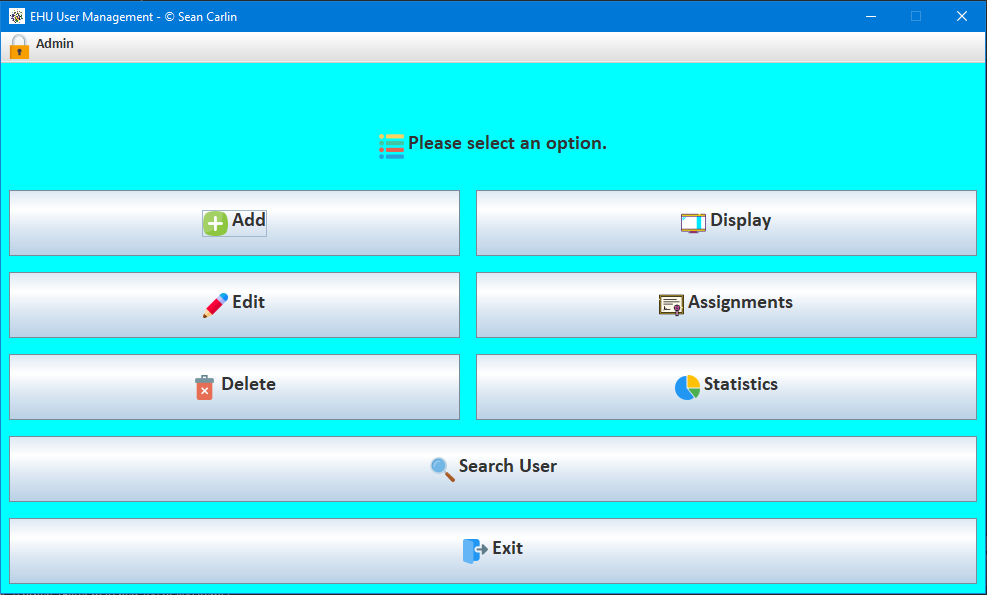 EHU User Management - © Sean Carlin
Admin
Please select an option.
Add
Display
Edit
Assignments
Delete
Statistics
Search User
Exit